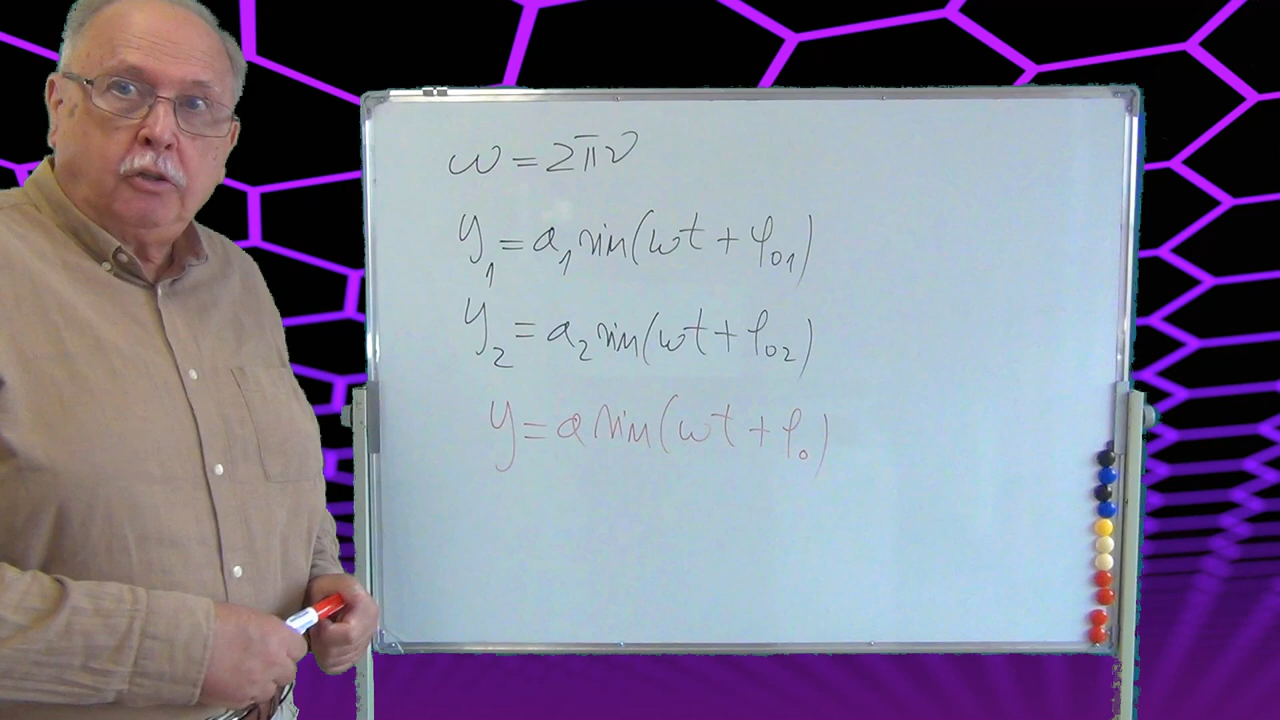 ω = 2πν
y₁ = a₁ sin(ωt + φ₀₁)
y₂ = a₂ sin(ωt + φ₀₂)
y = a sin(ωt + φ₀)